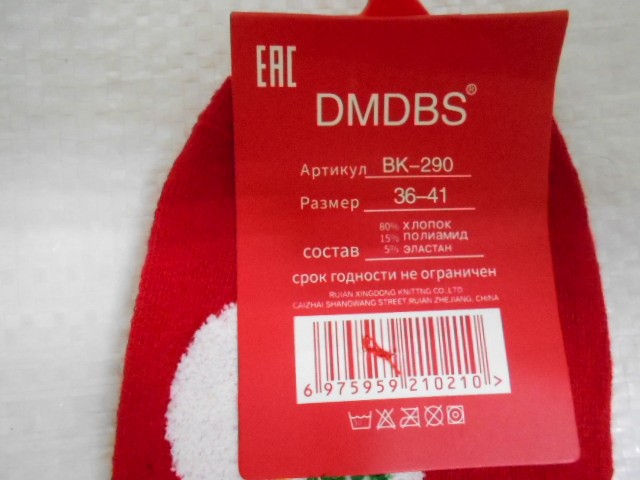 EAC
DMDBS®
Артикул BK-290
Размер 36-41
состав 80% хлопок
15% полиамид
5% эластан
срок годности не ограничен
RUIAN XINGDONG KNITTNG CO.,LTD
CAIZHAI SHANGWANG STREET,RUIAN ZHEJIANG, CHINA
6 975959 210210 >